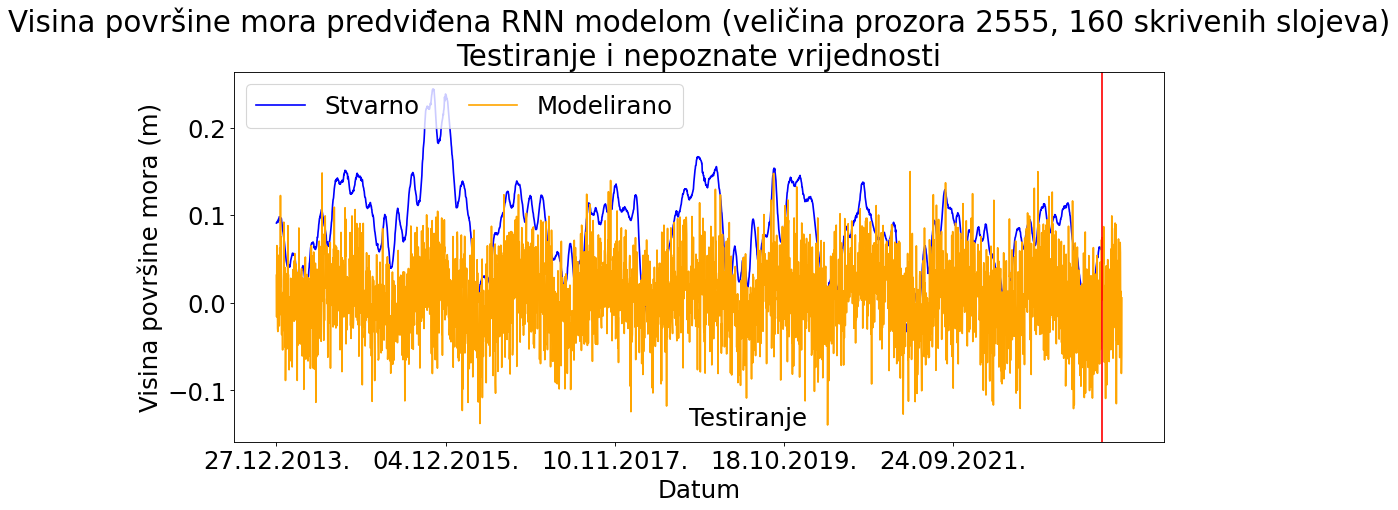 Visina površine mora predviđena RNN modelom (veličina prozora 2555, 160 skrivenih slojeva)
Testiranje i nepoznate vrijednosti
Stvarno Modelirano
Visina površine mora (m)
0.2
0.1
0.0
−0.1
Testiranje
27.12.2013. 04.12.2015. 10.11.2017. 18.10.2019. 24.09.2021.
Datum